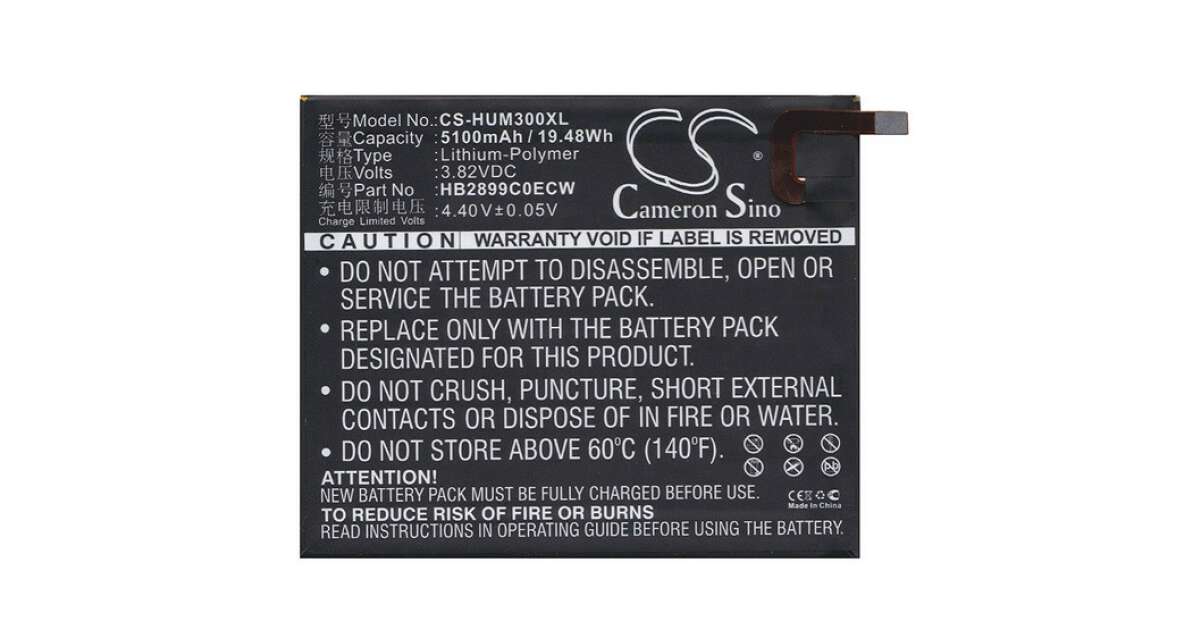 型号Model No.:CS-HUM300XL
容量Capacity :5100mAh / 19.48Wh
规格Type :Lithium-Polymer
电压Volts :3.82VDC
编号Part No :HB2899C0ECW
充电限制电压 :4.40V±0.05V
Charge Limited Volts
CS ®
Cameron Sino
CAUTION WARRANTY VOID IF LABEL IS REMOVED
• DO NOT ATTEMPT TO DISASSEMBLE, OPEN OR
SERVICE THE BATTERY PACK.
• REPLACE ONLY WITH THE BATTERY PACK
DESIGNATED FOR THIS PRODUCT.
• DO NOT CRUSH, PUNCTURE, SHORT EXTERNAL
CONTACTS OR DISPOSE OF IN FIRE OR WATER.
• DO NOT STORE ABOVE 60°C (140°F).
Pb
ATTENTION!
NEW BATTERY PACK MUST BE FULLY CHARGED BEFORE USE.
CE
Made In China
TO REDUCE RISK OF FIRE OR BURNS
READ INSTRUCTIONS IN OPERATING GUIDE BEFORE USING THE BATTERY.